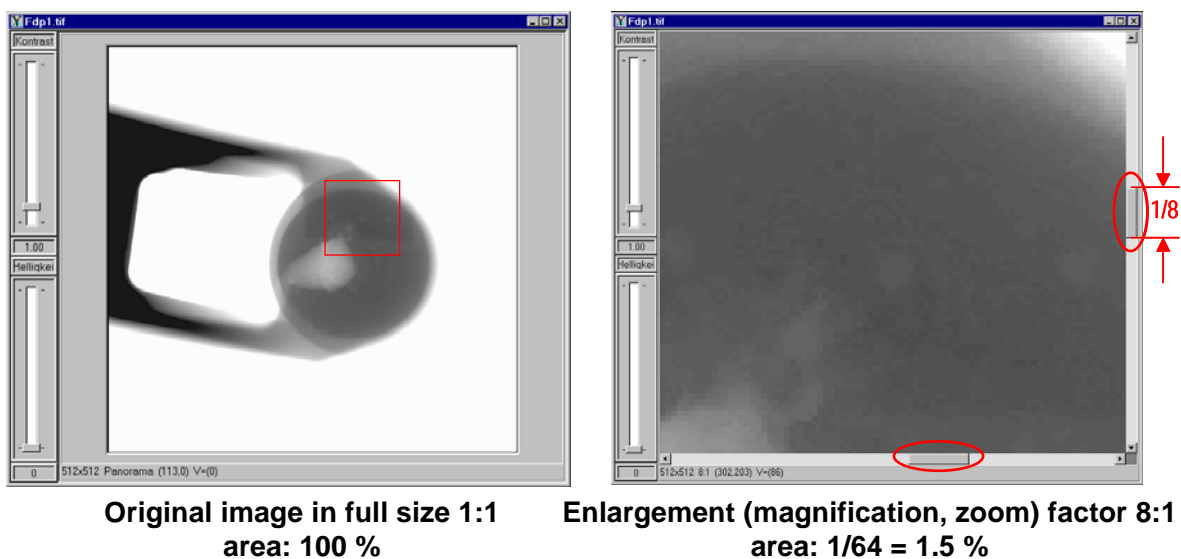 Fdp1.tif
Kontrast
1.00
Helligkei
0
512x512 Panorama (113,0) V=(0)
Original image in full size 1:1
area: 100 %
Fdp1.tif
Kontrast
1.00
Helligkei
0
512x512 8:1 (302,203) V=(86)
1/8
Enlargement (magnification, zoom) factor 8:1
area: 1/64 = 1.5 %